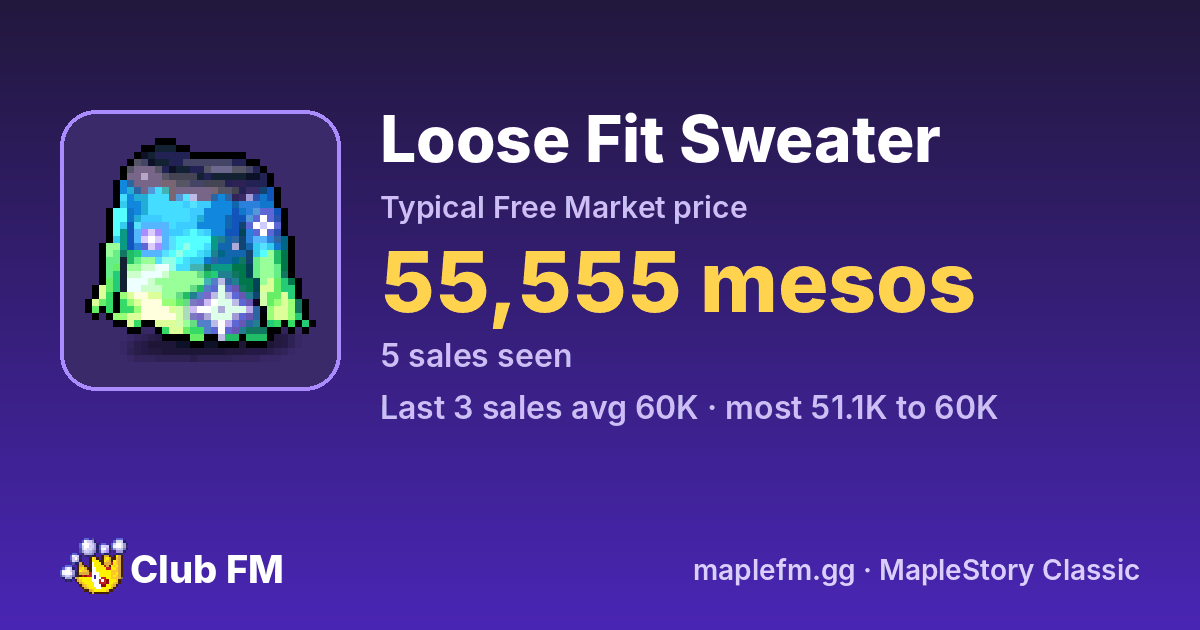 Loose Fit Sweater
Typical Free Market price
55,555 mesos
5 sales seen
Last 3 sales avg 60K · most 51.1K to 60K
Club FM
maplefm.gg · MapleStory Classic